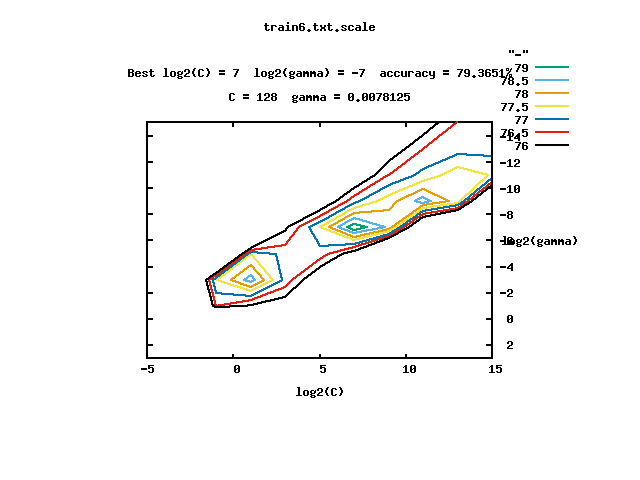 train6.txt.scale
"-"
Best log2(C) = 7  log2(gamma) = -7  accuracy = 79.3651%
79
78.5
C = 128  gamma = 0.0078125
78
77.5
77
76.5
76
-14
-12
-10
-8
-6
log2(gamma)
-4
-2
0
2
-5 0 5 10 15
log2(C)